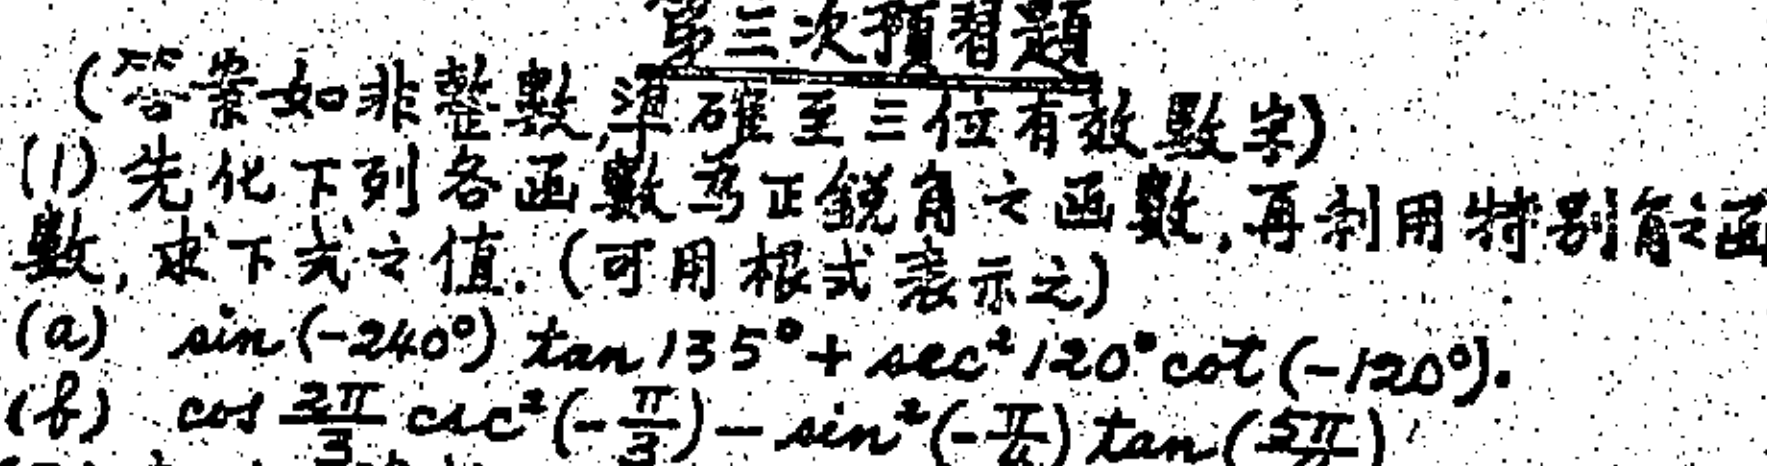 第三次預習題
(答案如非整數,準確至三位有效數字)
(1) 先化下列各函數為正銳角之函數,再利用特別角之函
數,求下式之值.(可用根式表示之)
(a) sin(-240°) tan 135° + sec² 120° cot(-120°).
(b) cos 2π/3 csc²(-π/3) - sin²(-π/4) tan(5π/4)